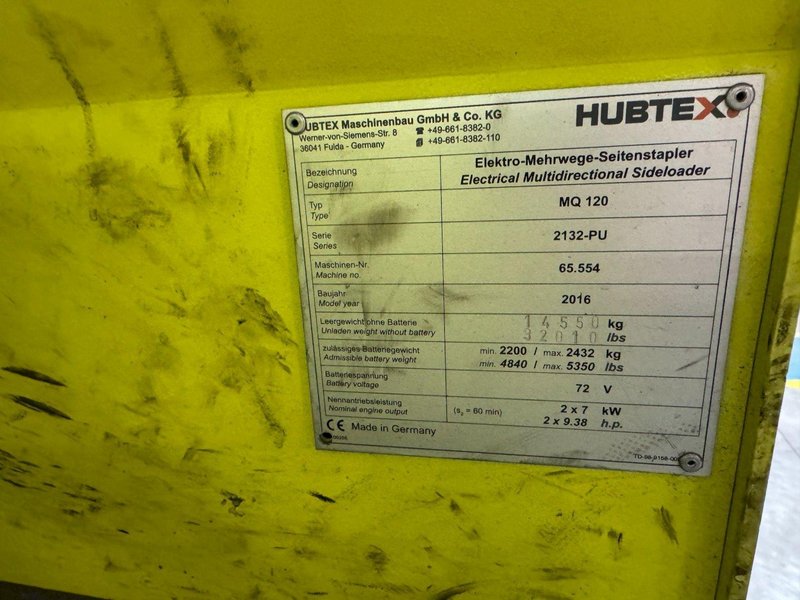 HUBTEX Maschinenbau GmbH & Co. KG
Werner-von-Siemens-Str. 8
36041 Fulda - Germany
+49-661-8382-0
+49-661-8382-110
HUBTEX
Bezeichnung
Designation
Elektro-Mehrwege-Seitenstapler
Electrical Multidirectional Sideloader
Typ
Type
MQ 120
Serie
Series
2132-PU
Maschinen-Nr.
Machine no.
65.554
Baujahr
Model year
2016
Leergewicht ohne Batterie
Unladen weight without battery
14550 kg
32010 lbs
zulässiges Batteriegewicht
Admissible battery weight
min. 2200 / max. 2432 kg
min. 4840 / max. 5350 lbs
Batteriespannung
Battery voltage
72 V
Nennantriebsleistung
Nominal engine output
(s₂ = 60 min)
2 x 7 kW
2 x 9.38 h.p.
CE Made in Germany